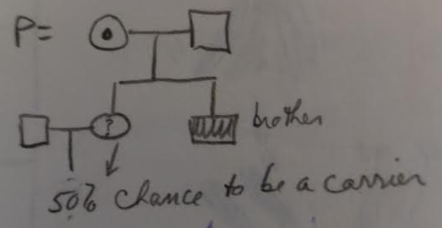 P=
?
brother
50% chance to be a carrier